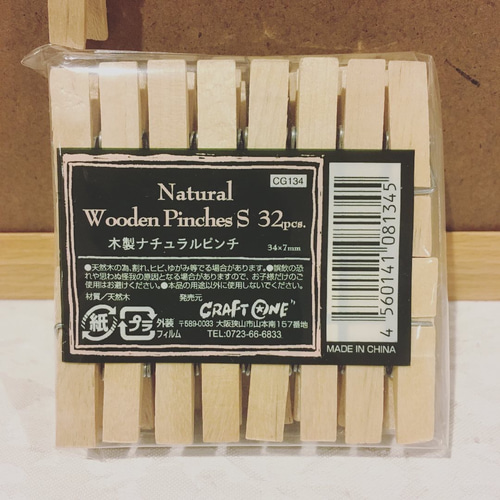 CG134
Natural
Wooden Pinches S 32pcs.
木製ナチュラルピンチ
34×7mm
●天然木の為、割れ、ヒビ、ゆがみ等でる場合があります。●誤飲の恐
れや思わぬ怪我の原因となる場合がありますので、お子様だけのご
使用はお避けください。●本品の用途以外に使用しないでください。
材質/天然木
発売元 CRAFT ONE
紙 プラ 外装 フィルム
〒589-0033 大阪狭山市山本南157番地
TEL:0723-66-6833
4 560141 081345
MADE IN CHINA